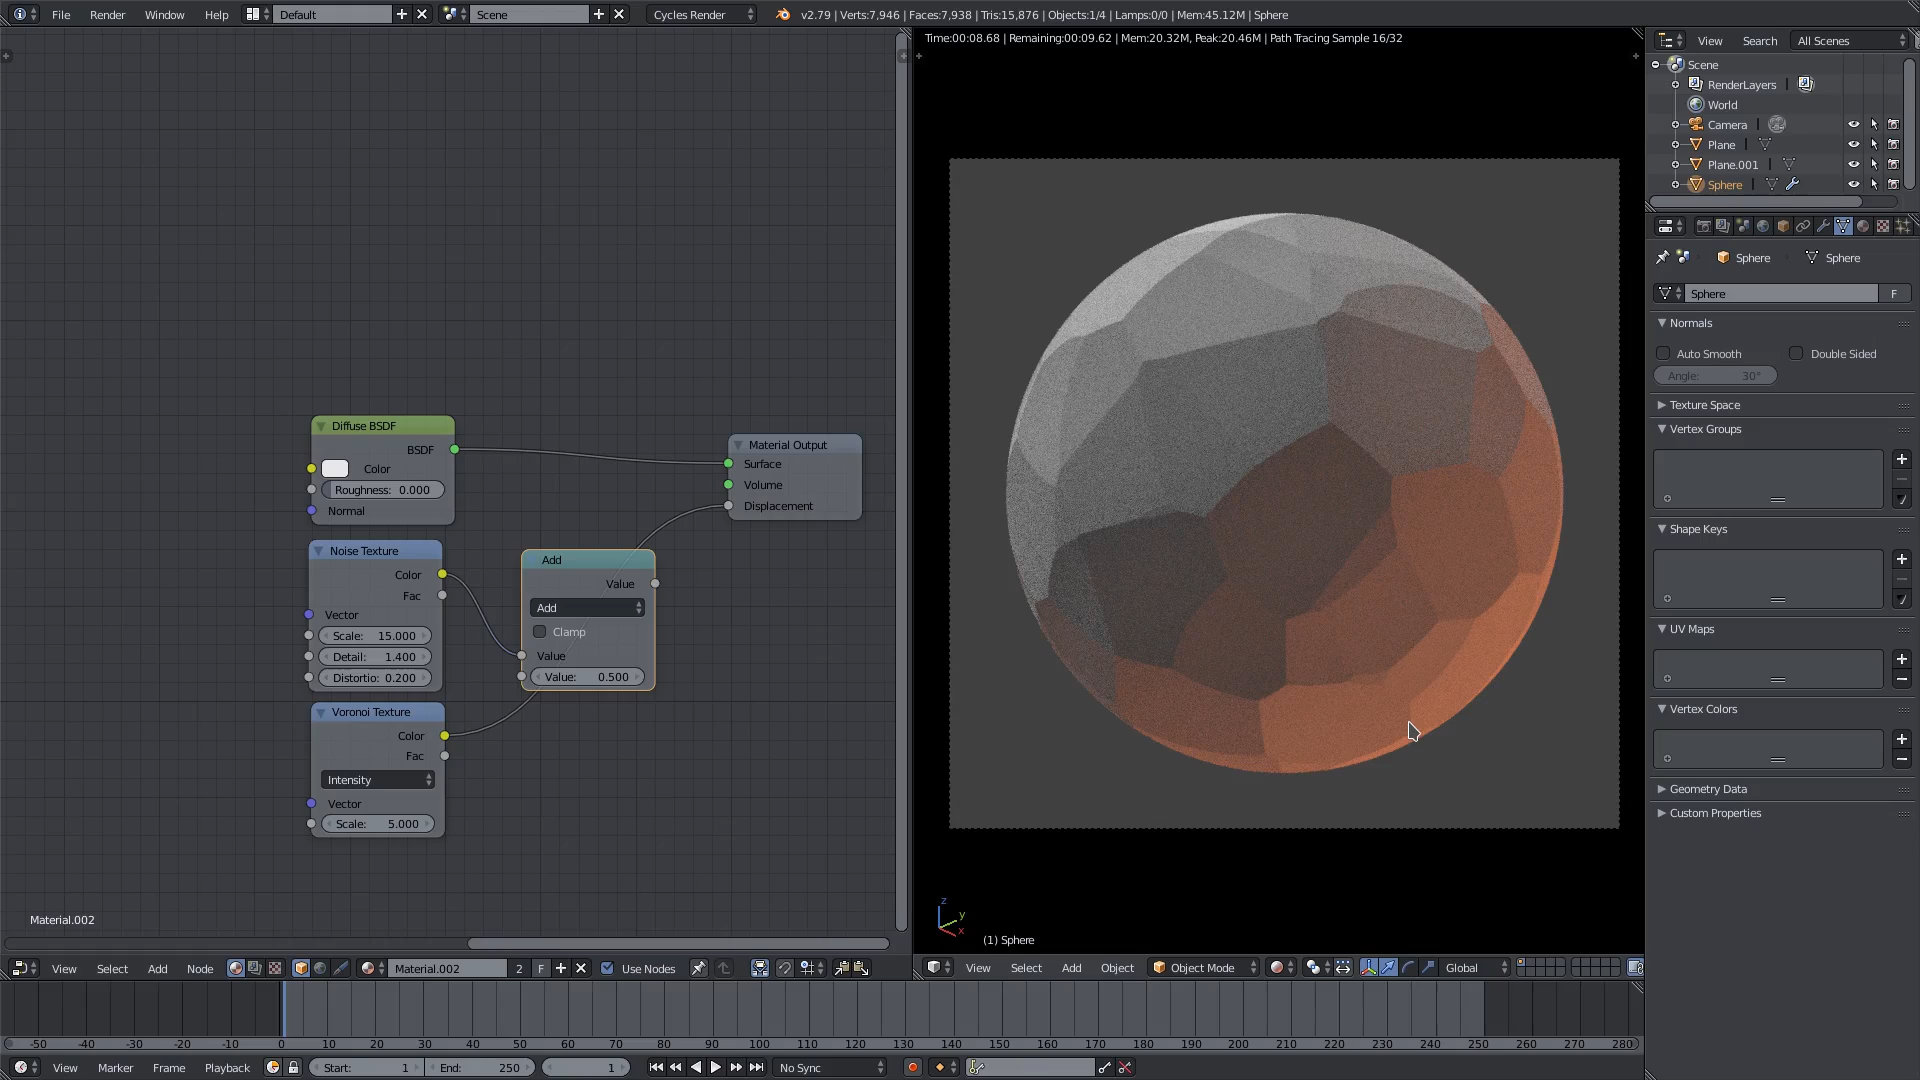 File Render Window Help Default Scene Cycles Render v2.79 | Verts:7,946 | Faces:7,938 | Tris:15,876 | Objects:1/4 | Lamps:0/0 | Mem:45.12M | Sphere
Time:00:08.68 | Remaining:00:09.62 | Mem:20.32M, Peak:20.46M | Path Tracing Sample 16/32
View Search All Scenes
Scene
RenderLayers
World
Camera
Plane
Plane.001
Sphere
Sphere Sphere
Sphere F
Normals
Auto Smooth Double Sided
Angle: 30°
Texture Space
Vertex Groups
Shape Keys
UV Maps
Vertex Colors
Geometry Data
Custom Properties
Diffuse BSDF
BSDF
Color
Roughness: 0.000
Normal
Material Output
Surface
Volume
Displacement
Noise Texture
Color
Fac
Vector
Scale: 15.000
Detail: 1.400
Distortio: 0.200
Add
Value
Add
Clamp
Value
Value: 0.500
Voronoi Texture
Color
Fac
Intensity
Vector
Scale: 5.000
Material.002
z
y
x
(1) Sphere
View Select Add Node Material.002 2 F Use Nodes
View Select Add Object Object Mode Global
-50 -40 -30 -20 -10 0 10 20 30 40 50 60 70 80 90 100 110 120 130 140 150 160 170 180 190 200 210 220 230 240 250 260 270 280
View Marker Frame Playback Start: 1 End: 250 1 No Sync